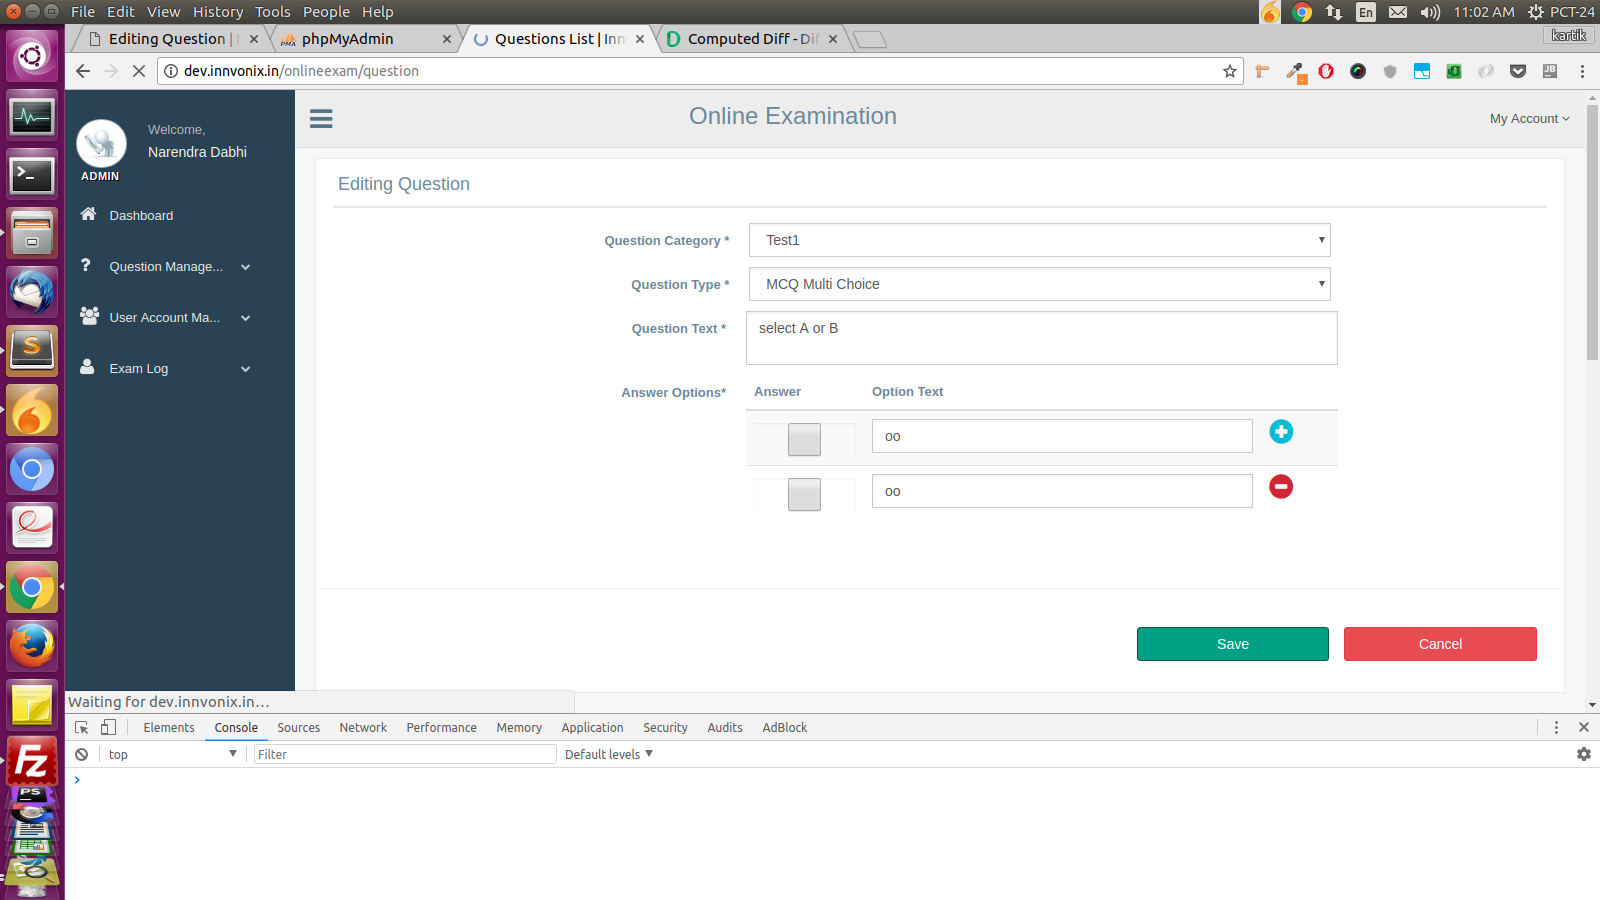 File Edit View History Tools People Help
En 11:02 AM PCT-24
Editing Question | phpMyAdmin Questions List | Inn Computed Diff - Di
kartik
dev.innvonix.in/onlineexam/question
Welcome,
Narendra Dabhi
ADMIN
Dashboard
Question Manage...
User Account Ma...
Exam Log
Online Examination
My Account
Editing Question
Question Category * Test1
Question Type * MCQ Multi Choice
Question Text * select A or B
Answer Options* Answer Option Text
oo
oo
Save Cancel
Waiting for dev.innvonix.in...
Elements Console Sources Network Performance Memory Application Security Audits AdBlock
top Filter Default levels